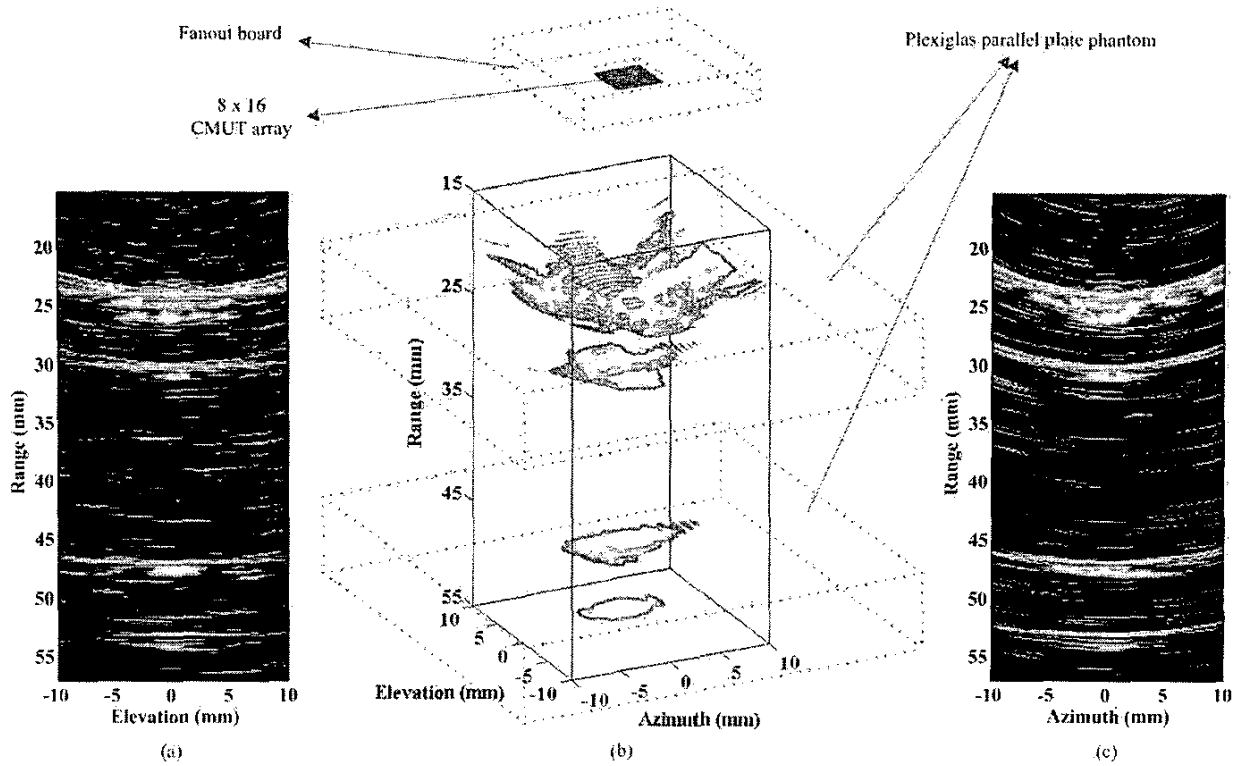 Fanout board
Plexiglas parallel plate phantom
8 x 16
CMUT array
20
25
30
35
40
45
50
55
Range (mm)
-10
-5
0
5
10
Elevation (mm)
(a)
15
25
35
45
55
Range (mm)
10
5
0
-5
-10
Elevation (mm)
-10
-5
0
5
10
Azimuth (mm)
(b)
20
25
30
35
40
45
50
55
Range (mm)
-10
-5
0
5
10
Azimuth (mm)
(c)